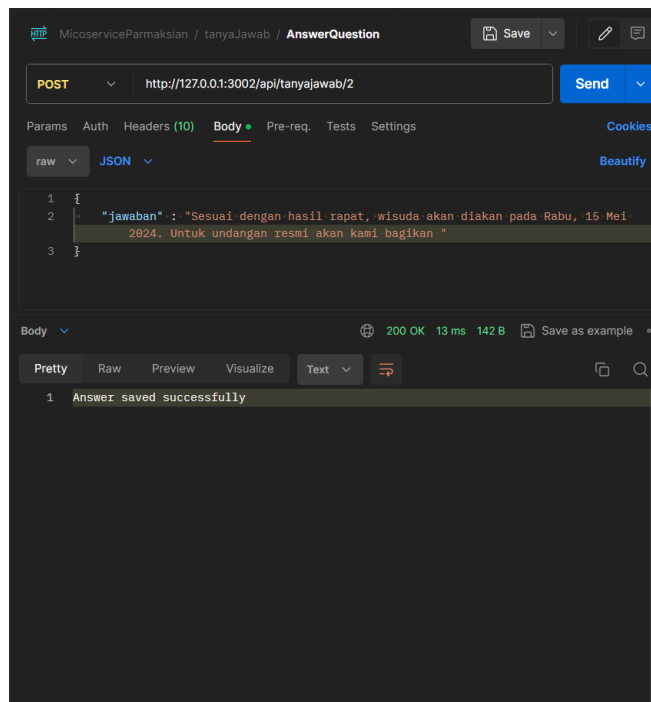 HTTP MicoserviceParmaksian / tanyaJawab / AnswerQuestion Save
POST http://127.0.0.1:3002/api/tanyajawab/2 Send
Params Auth Headers (10) Body Pre-req. Tests Settings Cookies
raw JSON Beautify
1 {
2 "jawaban" : "Sesuai dengan hasil rapat, wisuda akan diakan pada Rabu, 15 Mei
2024. Untuk undangan resmi akan kami bagikan "
3 }
Body 200 OK 13 ms 142 B Save as example
Pretty Raw Preview Visualize Text
1 Answer saved successfully